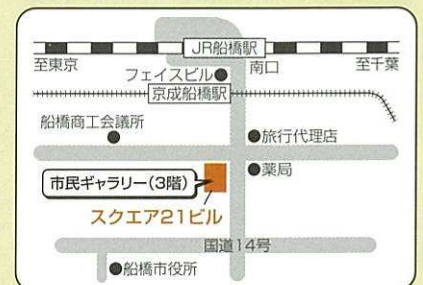 JR船橋駅
至東京
南口
至千葉
フェイスビル
京成船橋駅
船橋商工会議所
旅行代理店
市民ギャラリー(3階)
薬局
スクエア21ビル
国道14号
船橋市役所